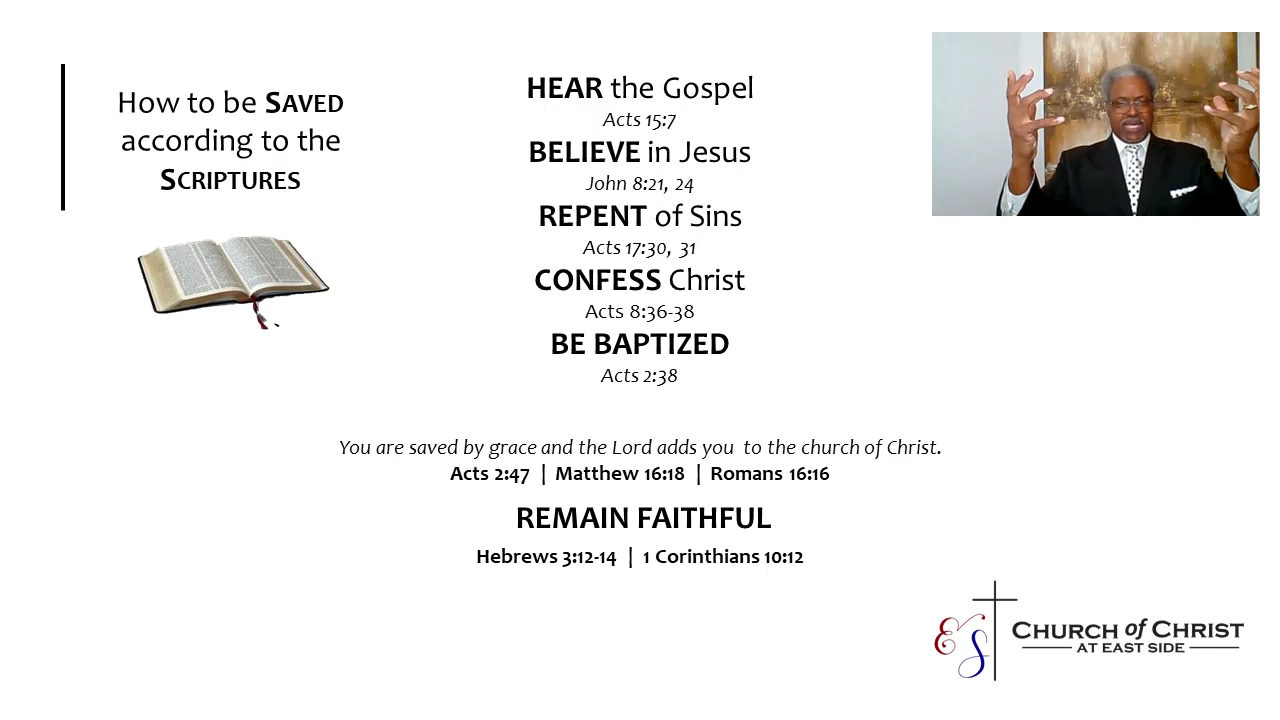 How to be SAVED
according to the
SCRIPTURES
HEAR the Gospel
Acts 15:7
BELIEVE in Jesus
John 8:21, 24
REPENT of Sins
Acts 17:30, 31
CONFESS Christ
Acts 8:36-38
BE BAPTIZED
Acts 2:38
You are saved by grace and the Lord adds you to the church of Christ.
Acts 2:47 | Matthew 16:18 | Romans 16:16
REMAIN FAITHFUL
Hebrews 3:12-14 | 1 Corinthians 10:12
ES
CHURCH of CHRIST
AT EAST SIDE